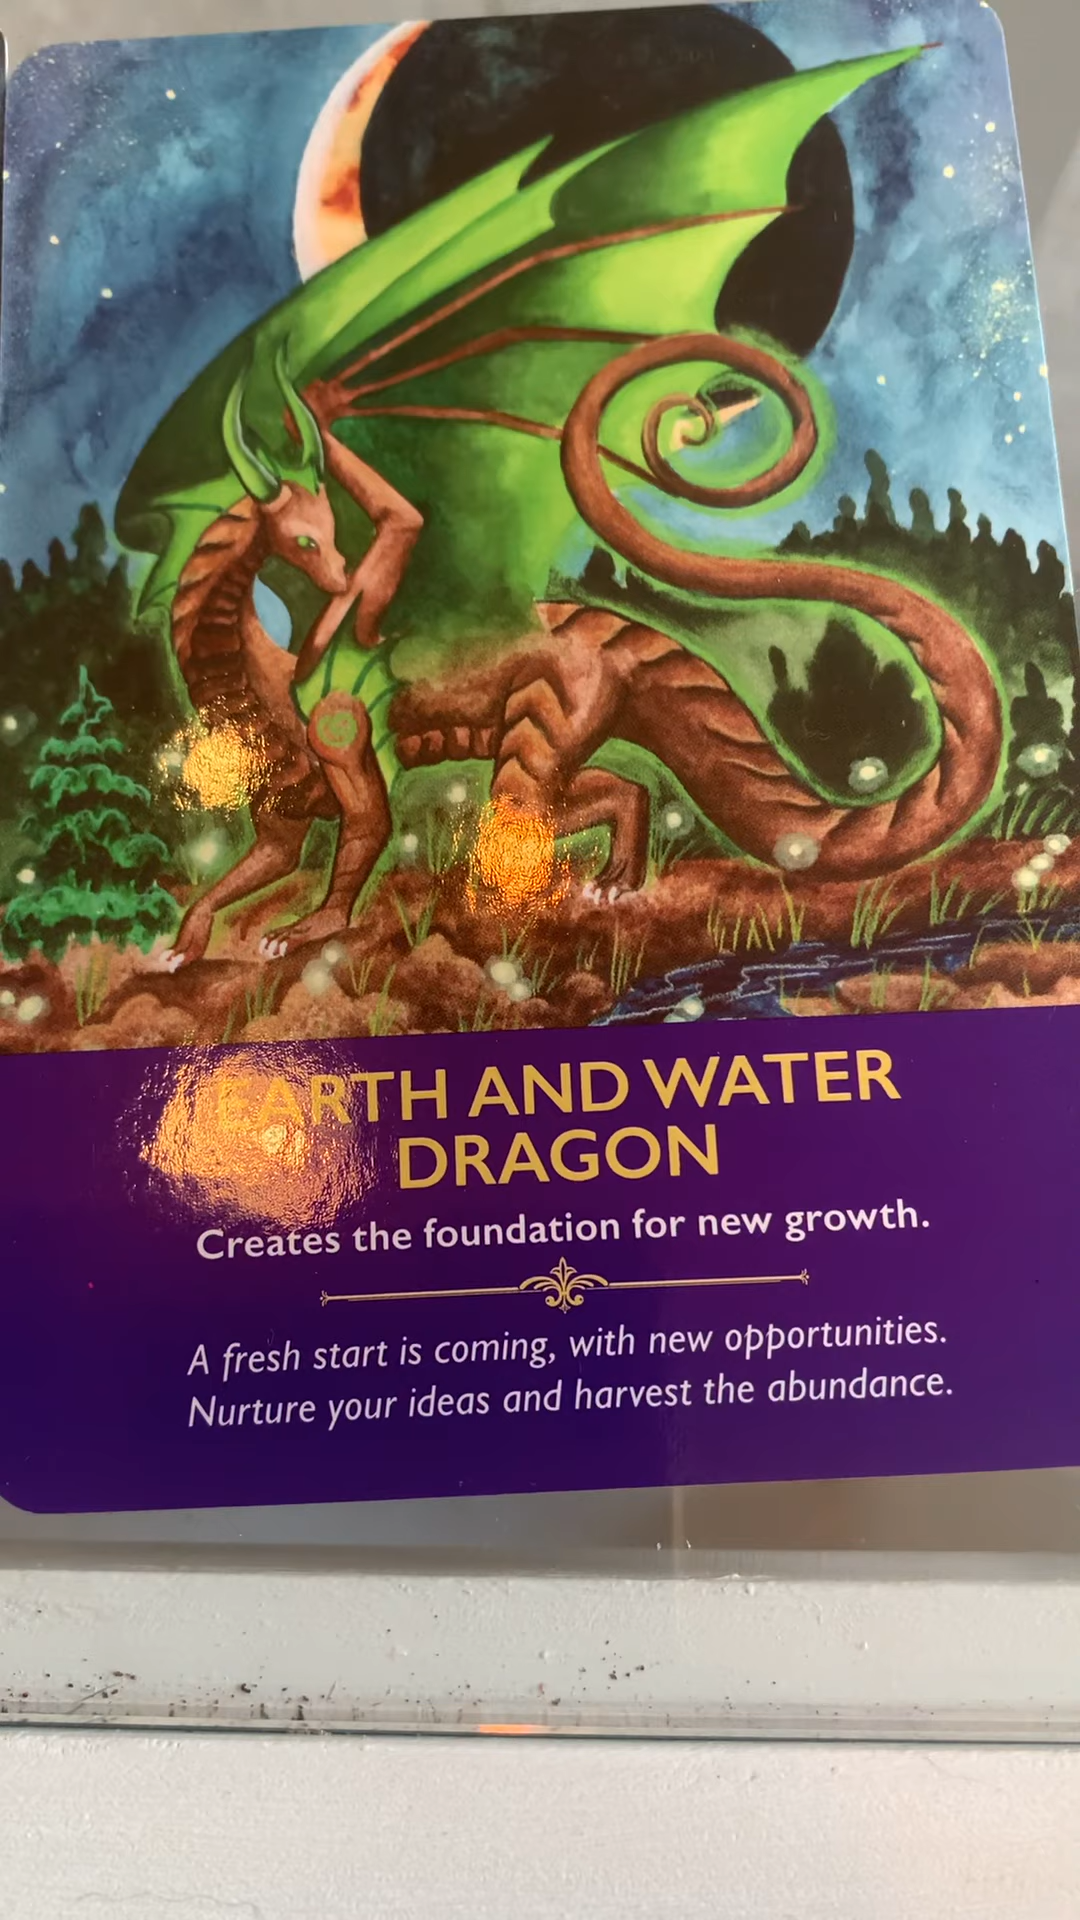 EARTH AND WATER
DRAGON
Creates the foundation for new growth.
A fresh start is coming, with new opportunities.
Nurture your ideas and harvest the abundance.